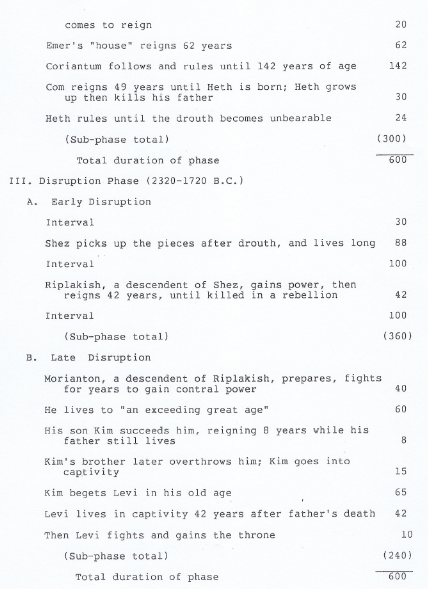 comes to reign 20
Emer's "house" reigns 62 years 62
Coriantum follows and rules until 142 years of age 142
Com reigns 49 years until Heth is born; Heth grows
up then kills his father 30
Heth rules until the drouth becomes unbearable 24
(Sub-phase total) (300)
Total duration of phase 600
III. Disruption Phase (2320-1720 B.C.)
A. Early Disruption
Interval 30
Shez picks up the pieces after drouth, and lives long 88
Interval 100
Riplakish, a descendent of Shez, gains power, then
reigns 42 years, until killed in a rebellion 42
Interval 100
(Sub-phase total) (360)
B. Late Disruption
Morianton, a descendent of Riplakish, prepares, fights
for years to gain contral power 40
He lives to "an exceeding great age" 60
His son Kim succeeds him, reigning 8 years while his
father still lives 8
Kim's brother later overthrows him; Kim goes into
captivity 15
Kim begets Levi in his old age 65
Levi lives in captivity 42 years after father's death 42
Then Levi fights and gains the throne 10
(Sub-phase total) (240)
Total duration of phase 600